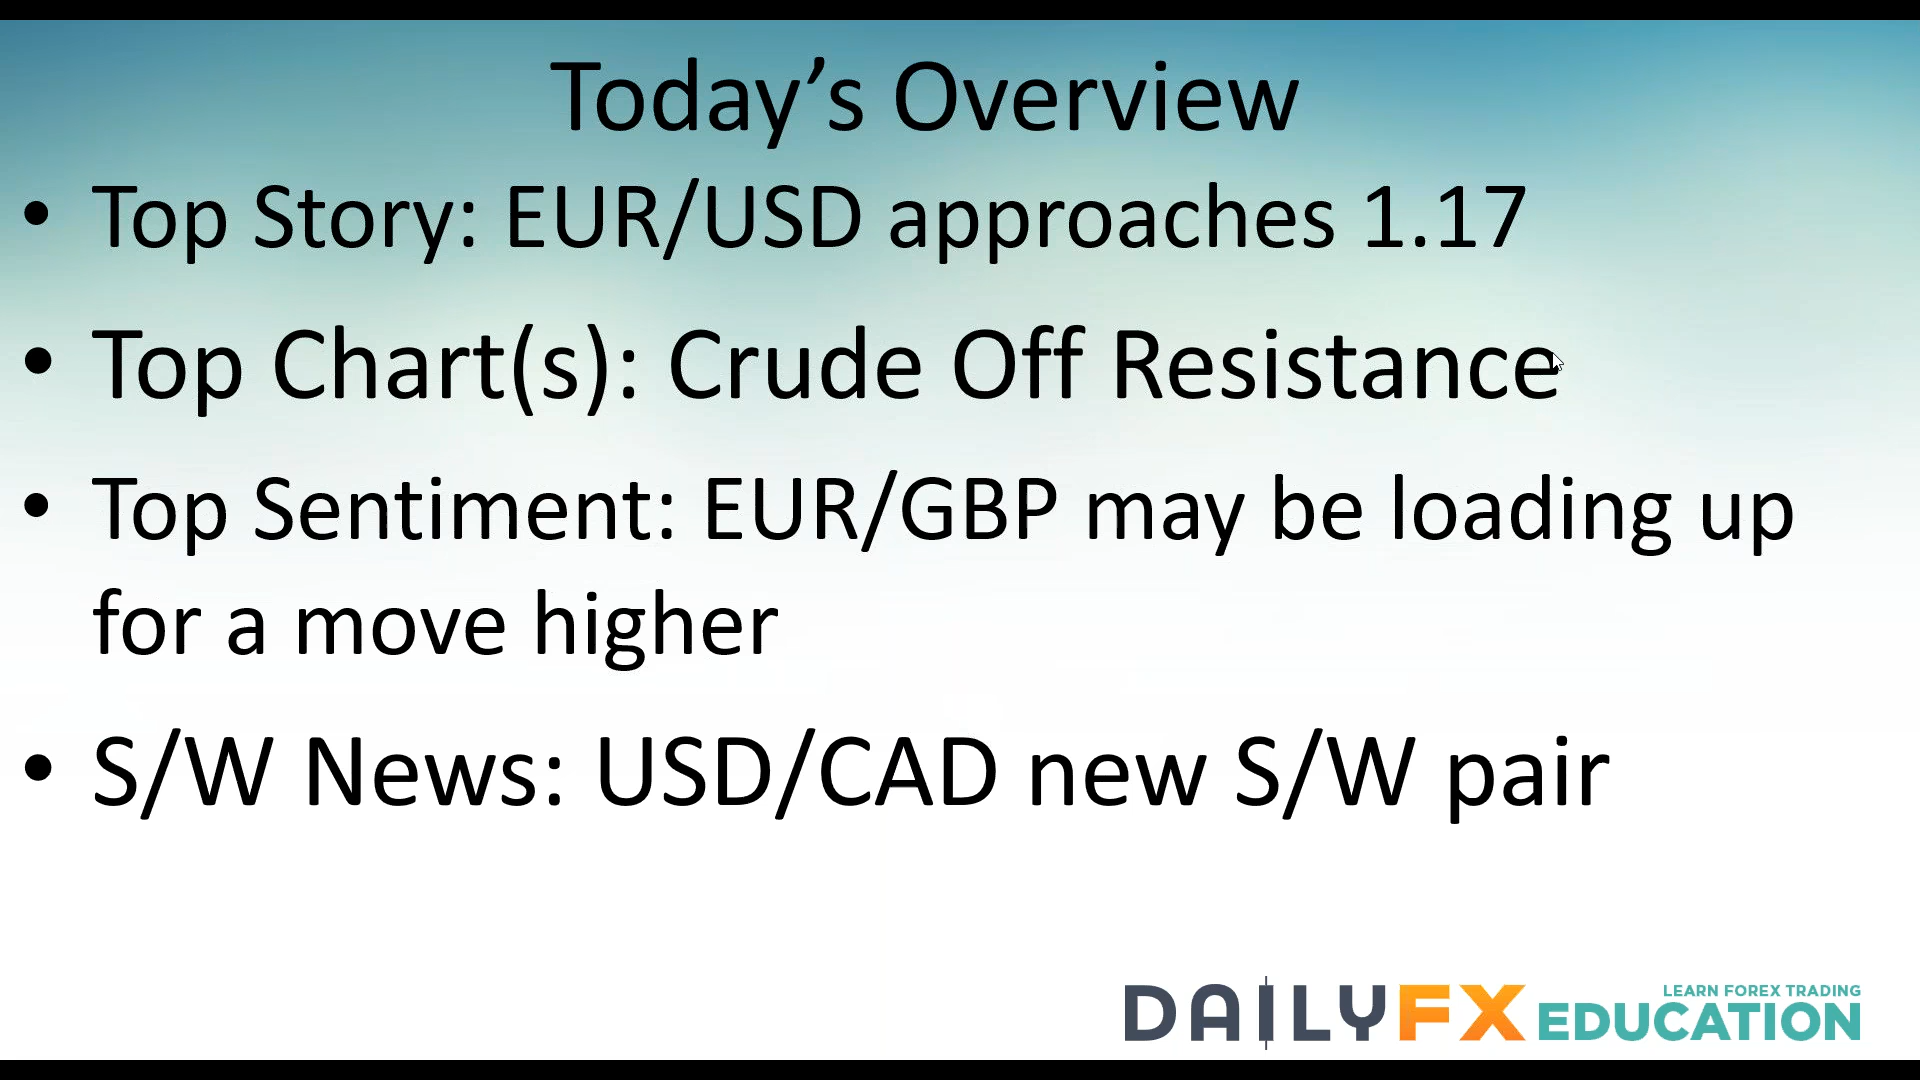 Today’s Overview
• Top Story: EUR/USD approaches 1.17
• Top Chart(s): Crude Off Resistance
• Top Sentiment: EUR/GBP may be loading up
for a move higher
• S/W News: USD/CAD new S/W pair
LEARN FOREX TRADING
DAILYFX EDUCATION